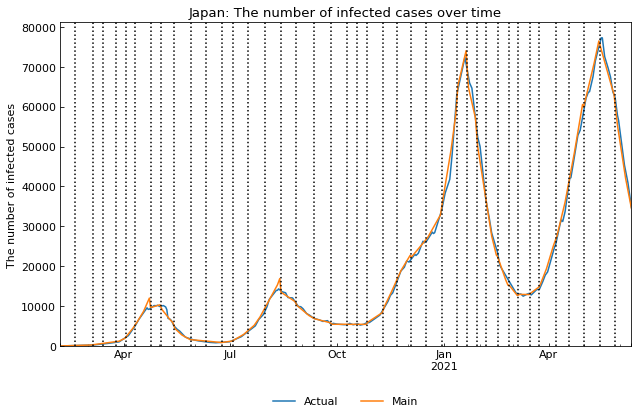 Japan: The number of infected cases over time
The number of infected cases
80000
70000
60000
50000
40000
30000
20000
10000
0
Apr Jul Oct Jan Apr
2021
Actual Main